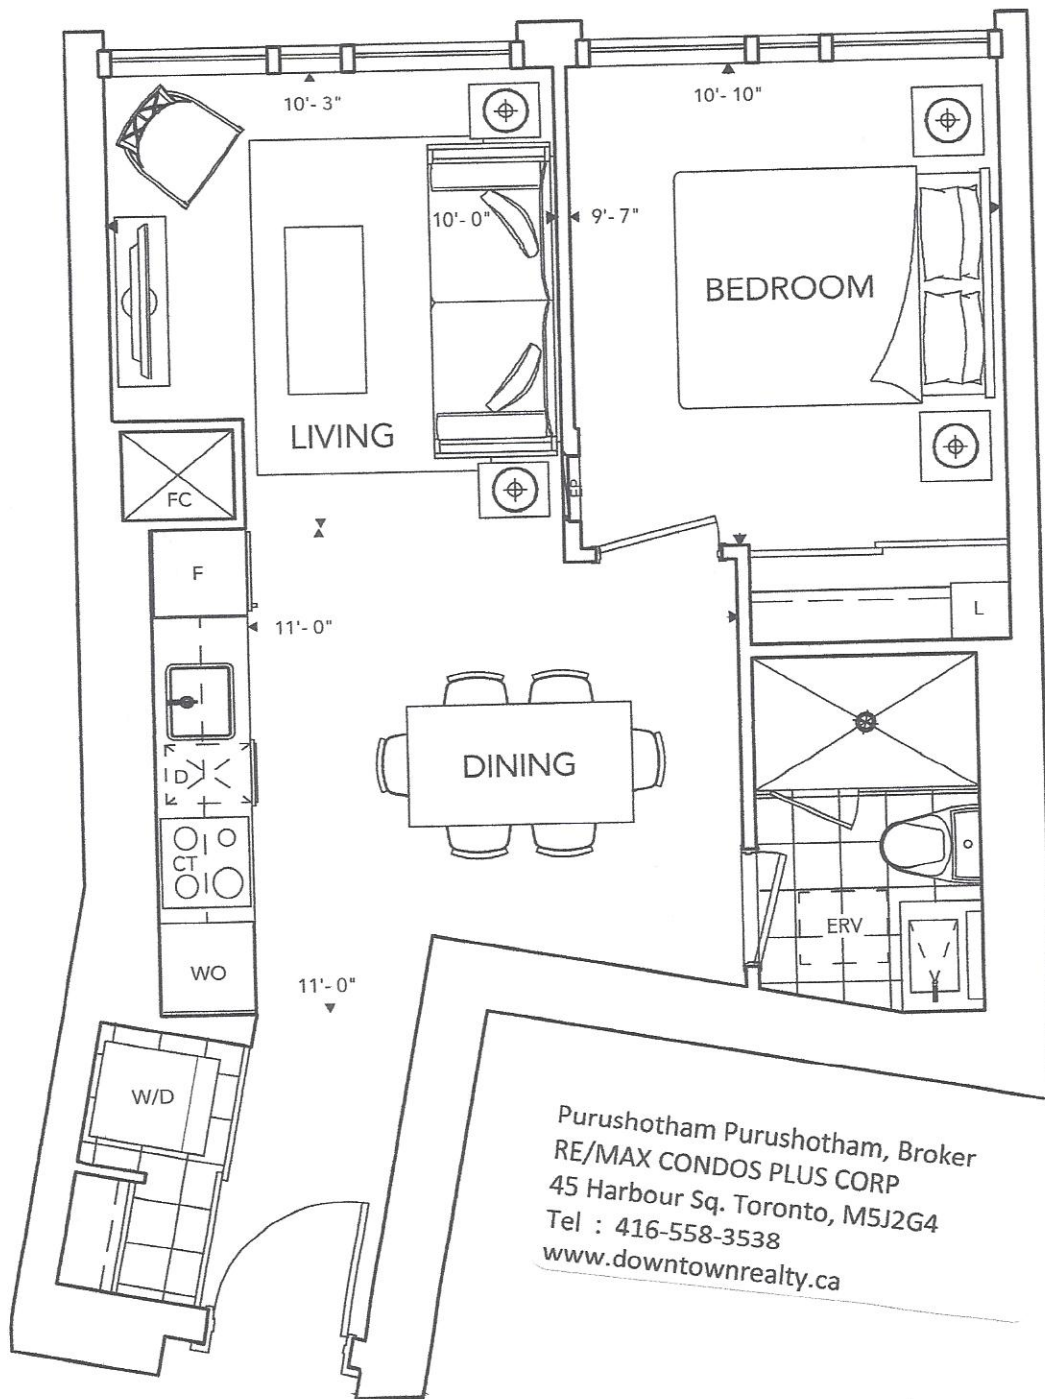 10'- 3"
10'- 10"
10'- 0"
9'- 7"
BEDROOM
LIVING
FC
EP
F
11'- 0"
L
DINING
D
CT
ERV
WO
11'- 0"
W/D
Purushotham Purushotham, Broker
RE/MAX CONDOS PLUS CORP
45 Harbour Sq. Toronto, M5J2G4
Tel : 416-558-3538
www.downtownrealty.ca